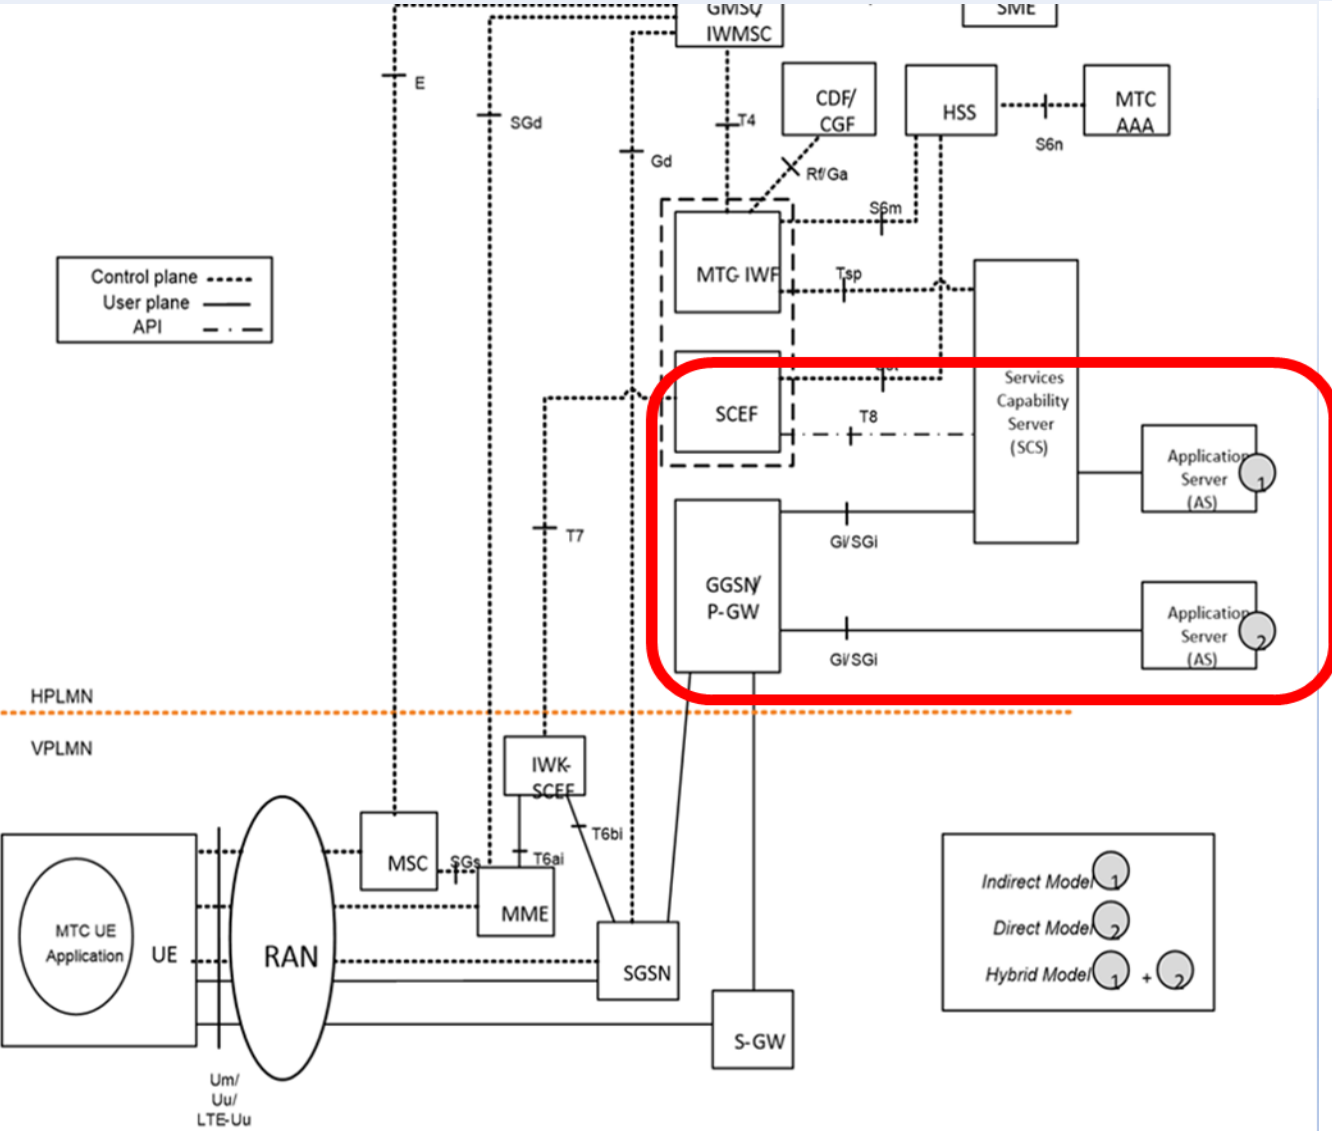 IWMSC
SME
E
SGd
Gd
T4
CDF/
CGF
Rf/Ga
HSS
S6n
MTC
AAA
S6m
MTC-IWF
Tsp
Control plane
User plane
API
SCEF
T8
Services
Capability
Server
(SCS)
Application
Server
(AS)
1
T7
Gi/SGi
GGSN/
P-GW
Gi/SGi
Application
Server
(AS)
2
HPLMN
VPLMN
IWK-
SCEF
T6bi
T6ai
MSC
SGs
MME
MTC UE
Application
UE
RAN
SGSN
S-GW
Indirect Model 1
Direct Model 2
Hybrid Model 1 + 2
Um/
Uu/
LTE-Uu